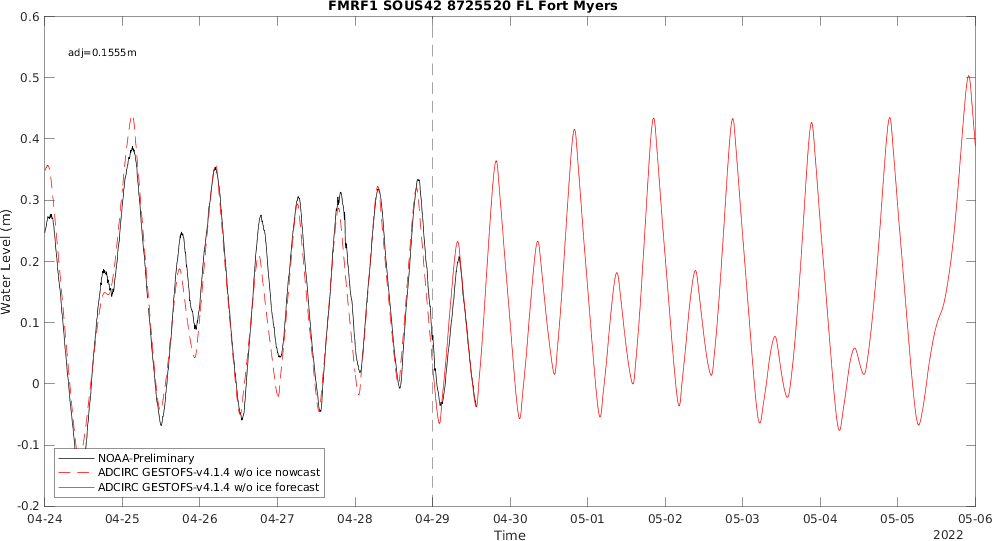 FMRF1 SOUS42 8725520 FL Fort Myers
0.6
adj=0.1555m
0.5
0.4
0.3
0.2
0.1
0
-0.1
-0.2
Water Level (m)
NOAA-Preliminary
ADCIRC GESTOFS-v4.1.4 w/o ice nowcast
ADCIRC GESTOFS-v4.1.4 w/o ice forecast
04-24 04-25 04-26 04-27 04-28 04-29 04-30 05-01 05-02 05-03 05-04 05-05 05-06
Time
2022